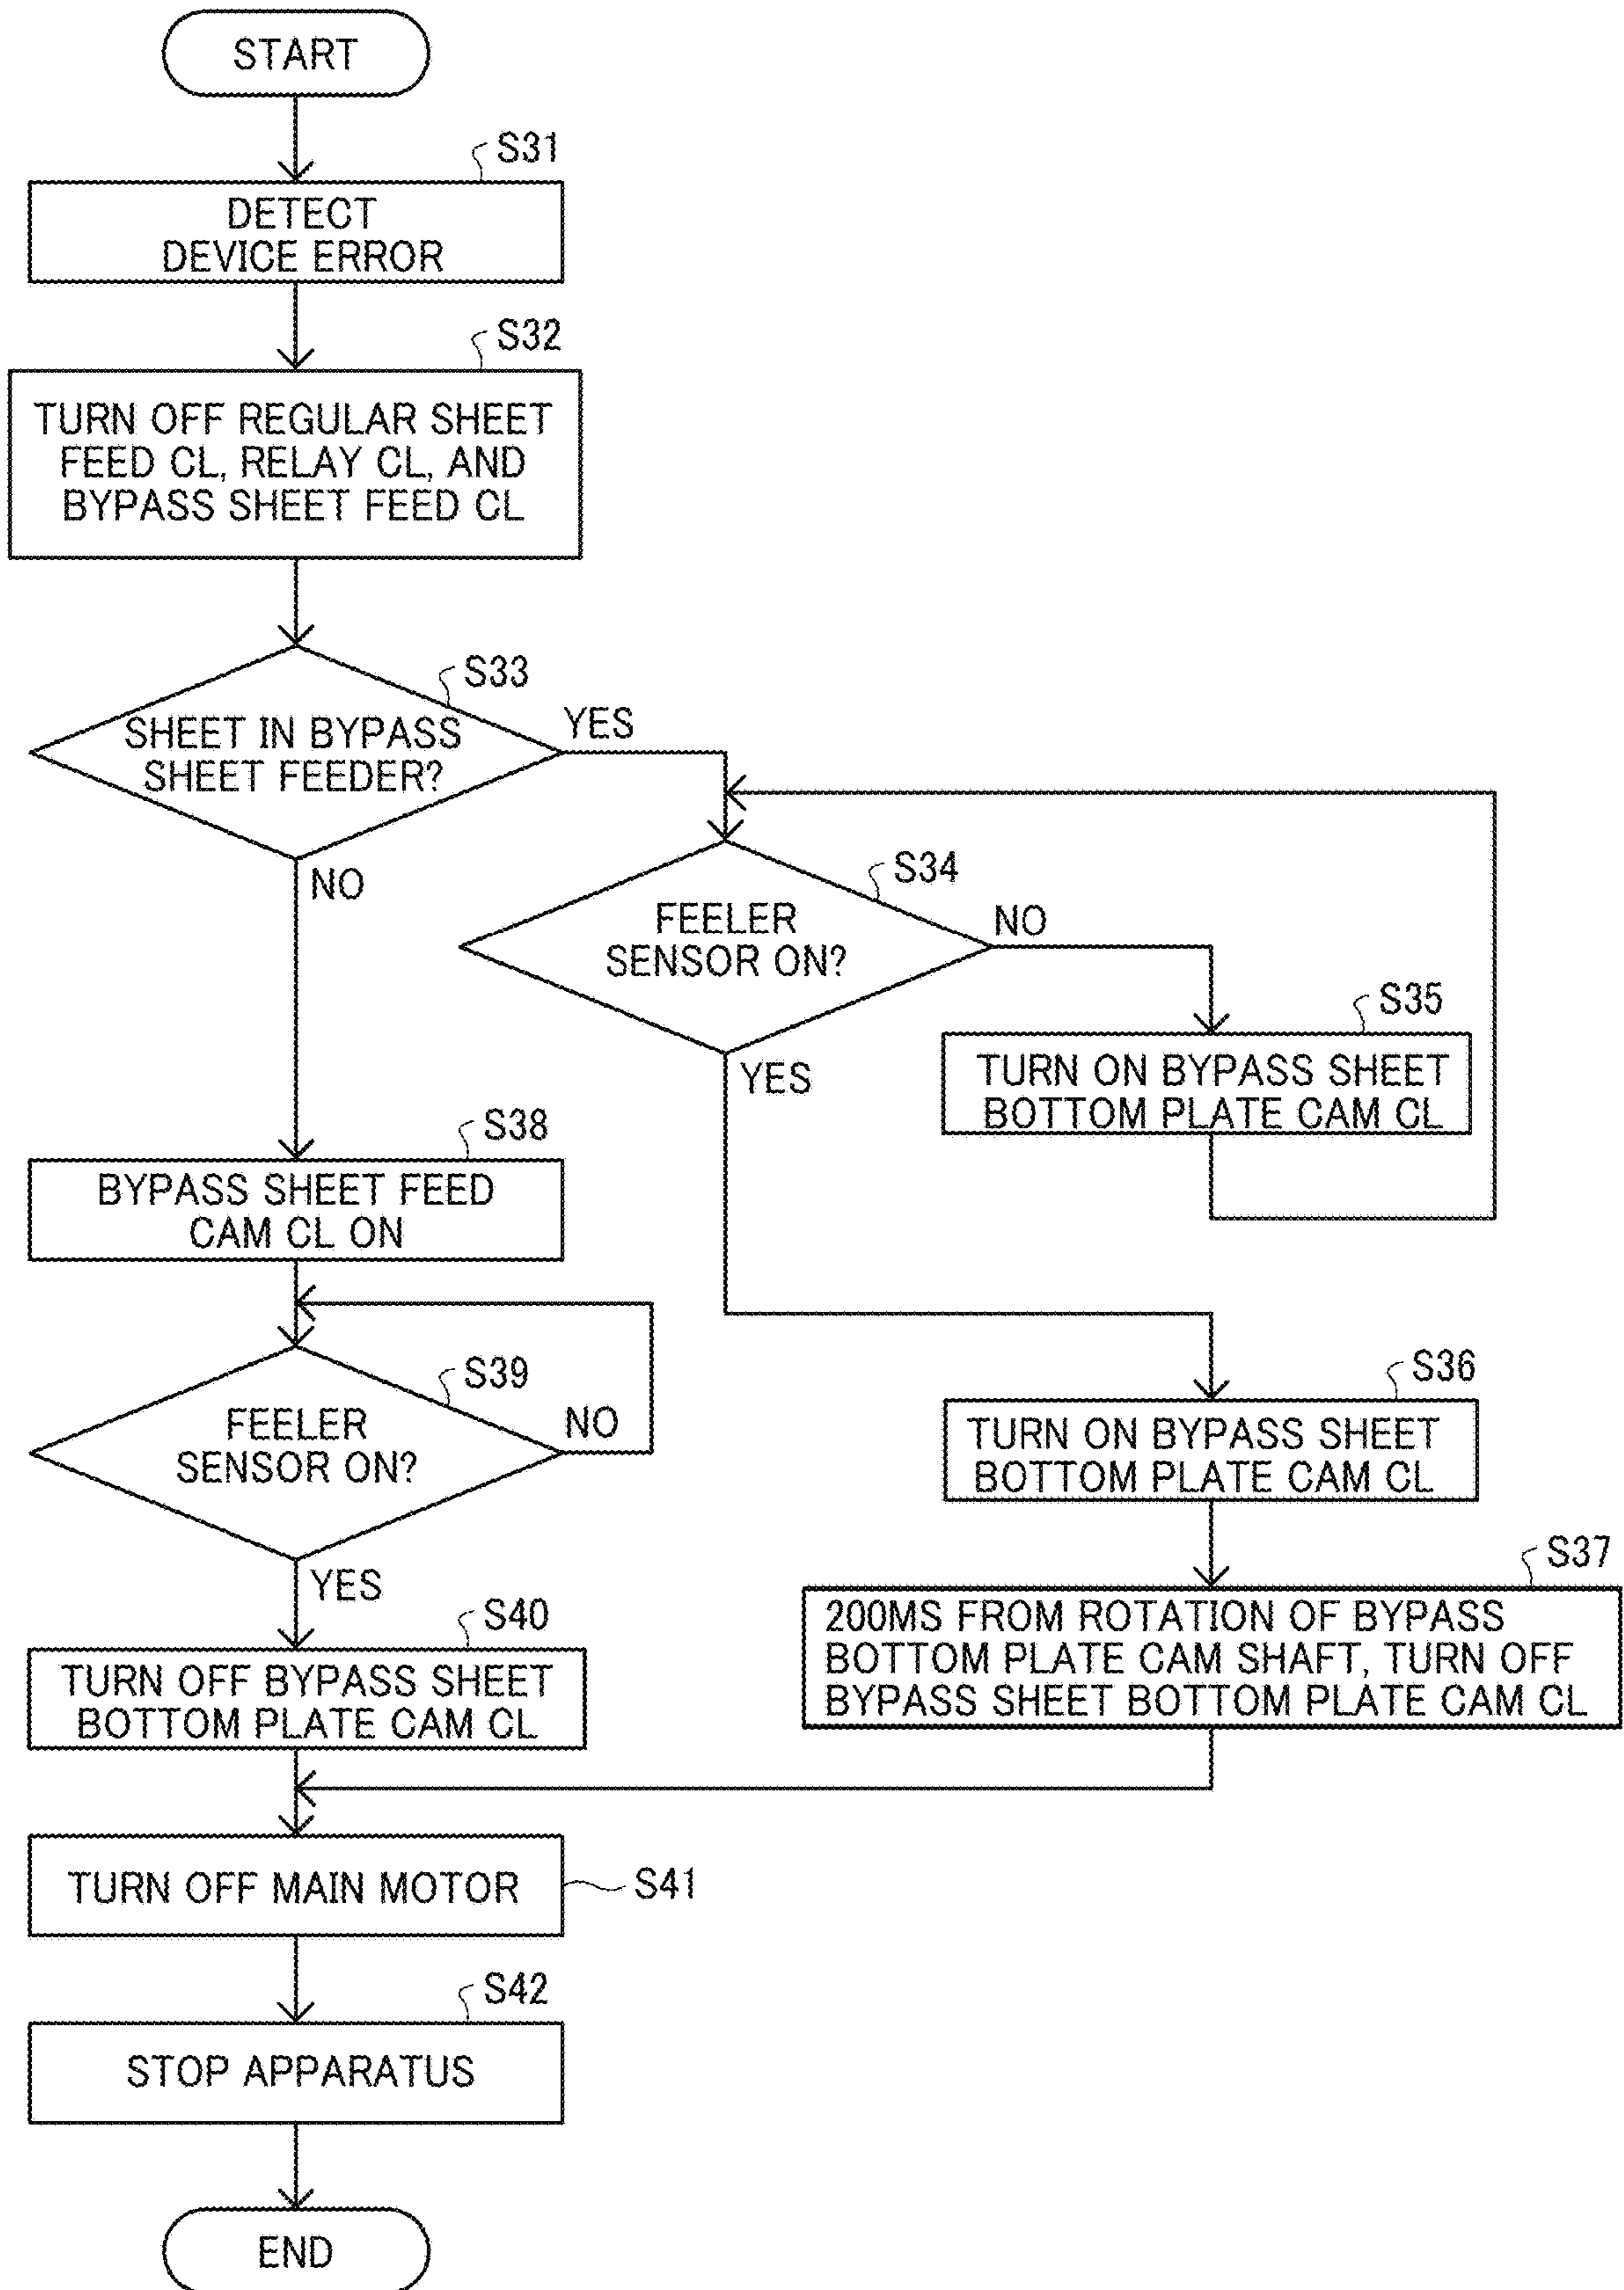 START
S31
DETECT
DEVICE ERROR
S32
TURN OFF REGULAR SHEET
FEED CL, RELAY CL, AND
BYPASS SHEET FEED CL
S33
SHEET IN BYPASS
SHEET FEEDER?
YES
NO
S34
FEELER
SENSOR ON?
NO
YES
S35
TURN ON BYPASS SHEET
BOTTOM PLATE CAM CL
S38
BYPASS SHEET FEED
CAM CL ON
S39
FEELER
SENSOR ON?
NO
YES
S36
TURN ON BYPASS SHEET
BOTTOM PLATE CAM CL
S37
200MS FROM ROTATION OF BYPASS
BOTTOM PLATE CAM SHAFT, TURN OFF
BYPASS SHEET BOTTOM PLATE CAM CL
S40
TURN OFF BYPASS SHEET
BOTTOM PLATE CAM CL
TURN OFF MAIN MOTOR
S41
S42
STOP APPARATUS
END